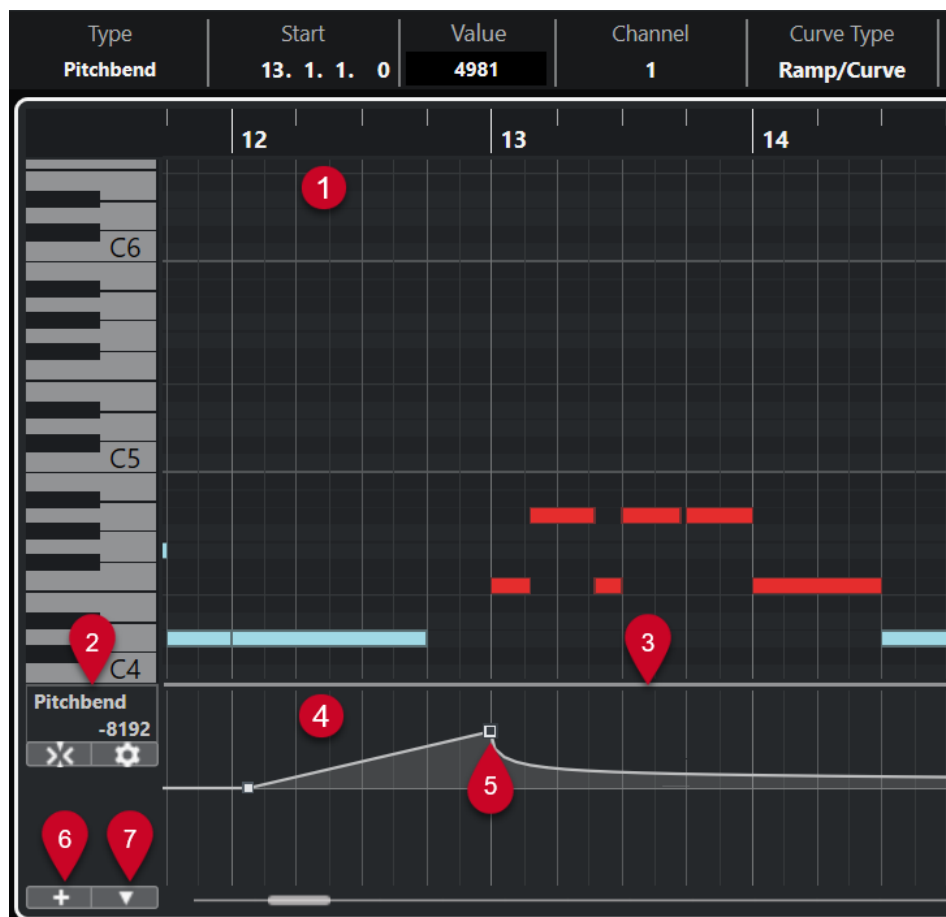 Type Start Value Channel Curve Type
Pitchbend 13. 1. 1. 0 4981 1 Ramp/Curve
12 13 14
1
C6
C5
2 3
C4
Pitchbend
-8192
4
5
6 7